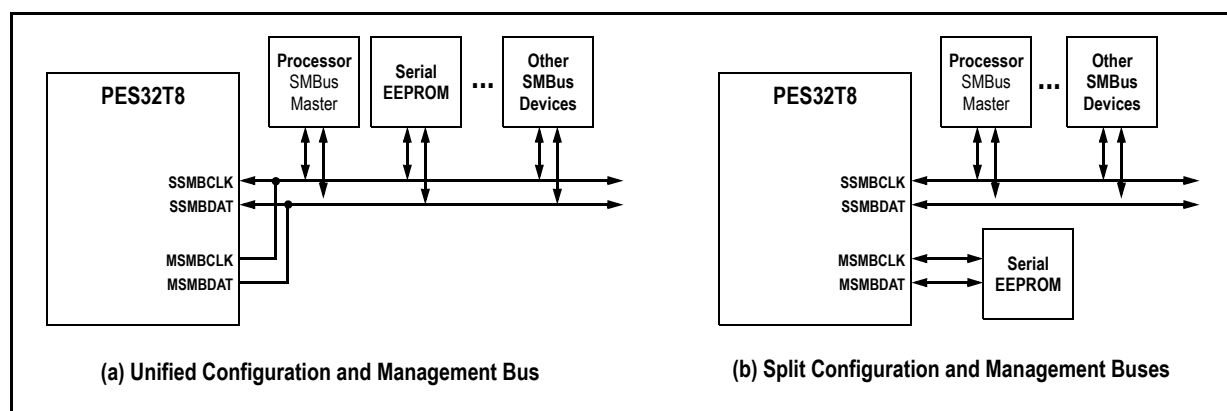 PES32T8
Processor
SMBus
Master
Serial
EEPROM
...
Other
SMBus
Devices
SSMBCLK
SSMBDAT
MSMBCLK
MSMBDAT
(a) Unified Configuration and Management Bus
PES32T8
Processor
SMBus
Master
...
Other
SMBus
Devices
SSMBCLK
SSMBDAT
MSMBCLK
MSMBDAT
Serial
EEPROM
(b) Split Configuration and Management Buses